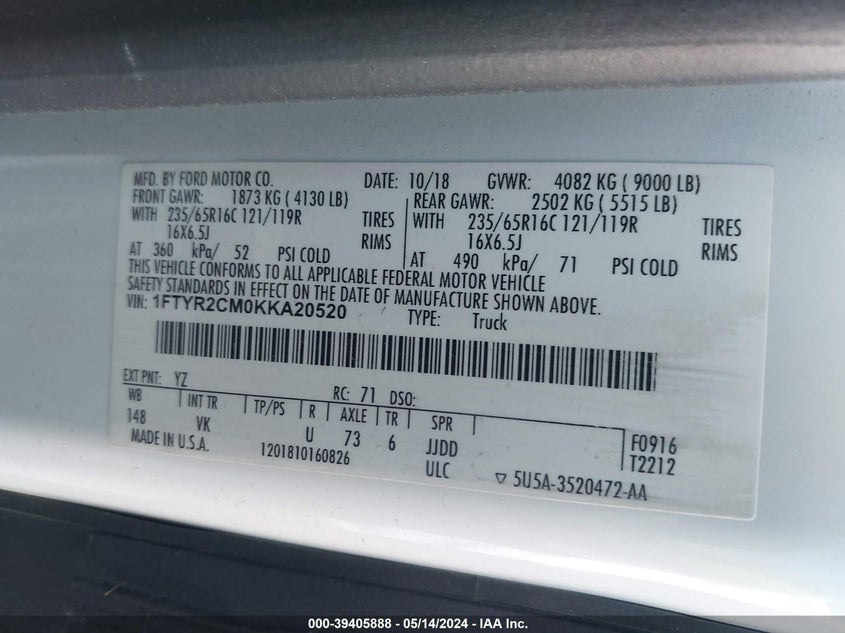 MFD. BY FORD MOTOR CO. DATE: 10/18 GVWR: 4082 KG ( 9000 LB)
FRONT GAWR: 1873 KG ( 4130 LB) REAR GAWR: 2502 KG ( 5515 LB)
WITH 235/65R16C 121/119R TIRES WITH 235/65R16C 121/119R TIRES
16X6.5J RIMS 16X6.5J RIMS
AT 360 kPa/ 52 PSI COLD AT 490 kPa/ 71 PSI COLD
THIS VEHICLE CONFORMS TO ALL APPLICABLE FEDERAL MOTOR VEHICLE
SAFETY STANDARDS IN EFFECT ON THE DATE OF MANUFACTURE SHOWN ABOVE.
VIN: 1FTYR2CM0KKA20520 TYPE: Truck
EXT PNT: YZ RC: 71 DSO:
WB INT TR TP/PS R AXLE TR SPR
148 VK U 73 6 JJDD F0916
MADE IN U.S.A. 1201810160826 ULC T2212
5U5A-3520472-AA
000-39405888 - 05/14/2024 - IAA Inc.